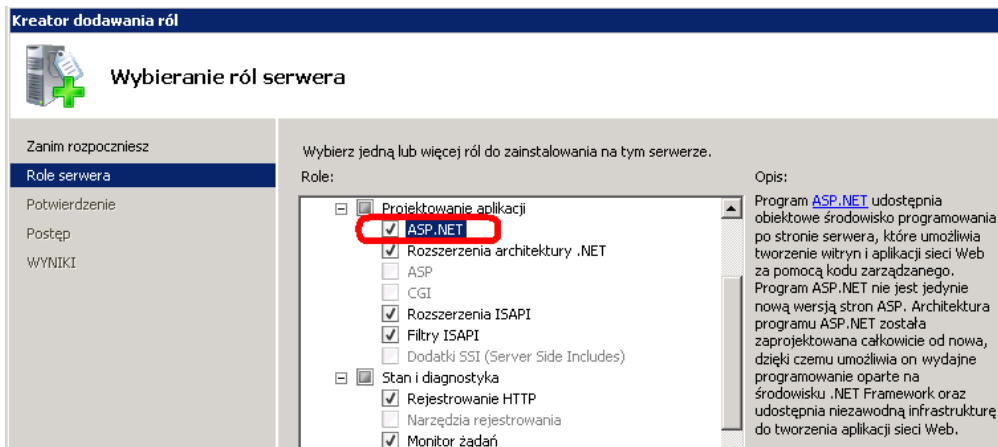 Kreator dodawania ról
Wybieranie ról serwera
Zanim rozpoczniesz
Role serwera
Potwierdzenie
Postęp
WYNIKI
Wybierz jedną lub więcej ról do zainstalowania na tym serwerze.
Role:
Projektowanie aplikacji
ASP.NET
Rozszerzenia architektury .NET
ASP
CGI
Rozszerzenia ISAPI
Filtry ISAPI
Dodatki SSI (Server Side Includes)
Stan i diagnostyka
Rejestrowanie HTTP
Narzędzia rejestrowania
Monitor żądań
Opis:
Program ASP.NET udostępnia
obiektowe środowisko programowania
po stronie serwera, które umożliwia
tworzenie witryn i aplikacji sieci Web
za pomocą kodu zarządzanego.
Program ASP.NET nie jest jedynie
nową wersją stron ASP. Architektura
programu ASP.NET została
zaprojektowana całkowicie od nowa,
dzięki czemu umożliwia on wydajne
programowanie oparte na
środowisku .NET Framework oraz
udostępnia niezawodną infrastrukturę
do tworzenia aplikacji sieci Web.